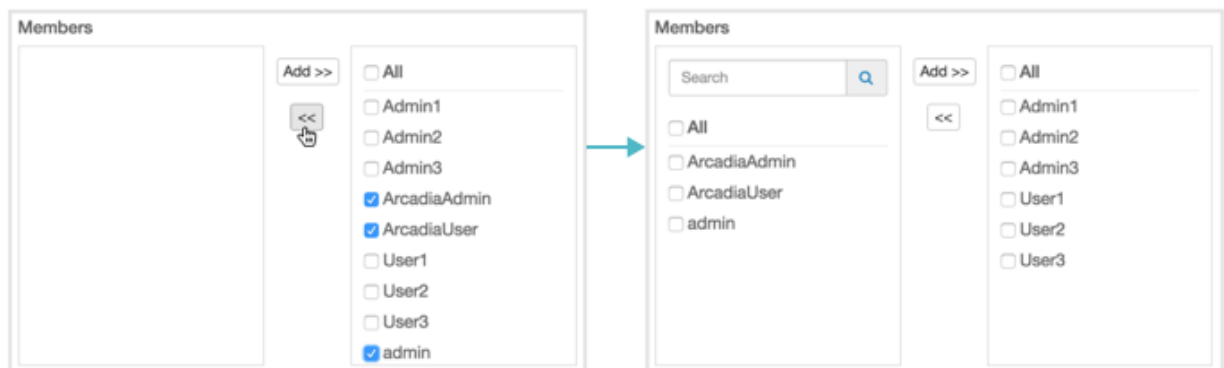 Members
Add >>
<<
All
Admin1
Admin2
Admin3
ArcadiaAdmin
ArcadiaUser
User1
User2
User3
admin
Members
Search
All
ArcadiaAdmin
ArcadiaUser
admin
Add >>
<<
All
Admin1
Admin2
Admin3
User1
User2
User3